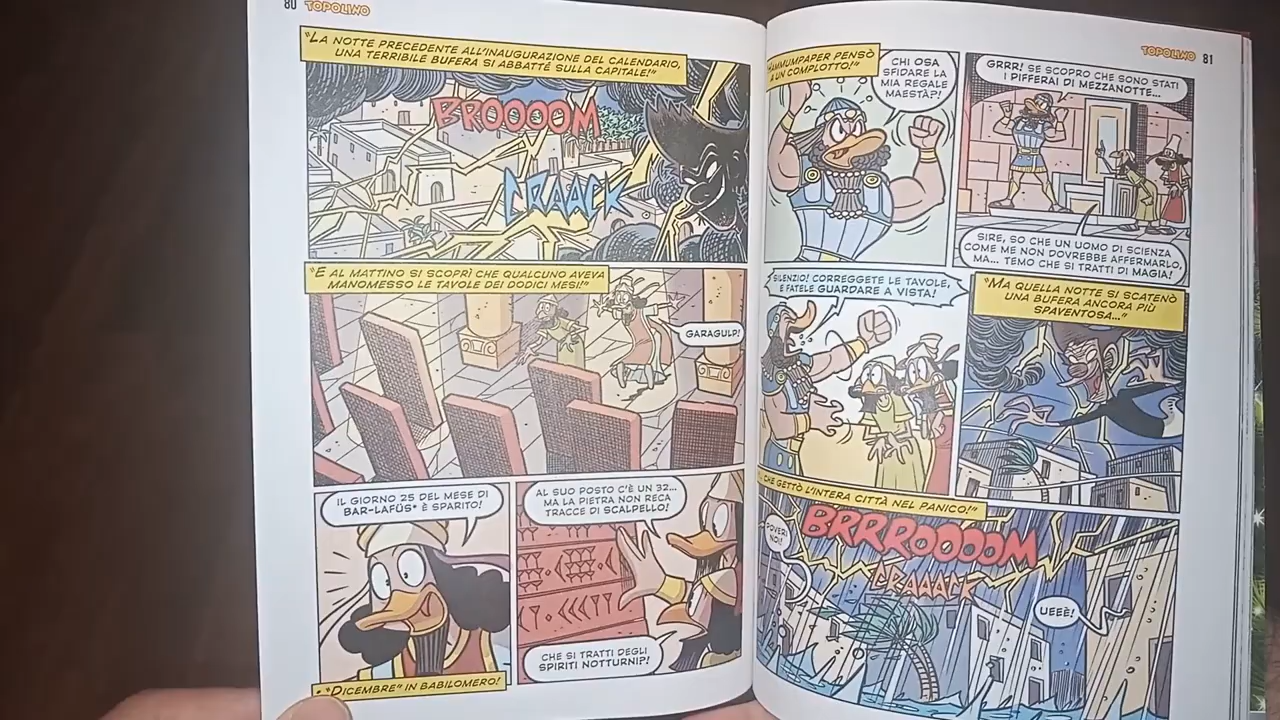 80 TOPOLINO
"LA NOTTE PRECEDENTE ALL'INAUGURAZIONE DEL CALENDARIO,
UNA TERRIBILE BUFERA SI ABBATTÉ SULLA CAPITALE!"
BROOOOM
CRAACK
"E AL MATTINO SI SCOPRÌ CHE QUALCUNO AVEVA
MANOMESSO LE TAVOLE DEI DODICI MESI!"
GARAGULP!
IL GIORNO 25 DEL MESE DI
BAR-LAFÜS* È SPARITO!
* "DICEMBRE" IN BABILOMERO!
AL SUO POSTO C'È UN 32...
MA LA PIETRA NON RECA
TRACCE DI SCALPELLO!
CHE SI TRATTI DEGLI
SPIRITI NOTTURNI?!
TOPOLINO 81
HAMMUMPAPER PENSÒ
A UN COMPLOTTO!"
CHI OSA
SFIDARE LA
MIA REGALE
MAESTÀ?!
GRRR! SE SCOPRO CHE SONO STATI
I PIFFERAI DI MEZZANOTTE...
SIRE, SO CHE UN UOMO DI SCIENZA
COME ME NON DOVREBBE AFFERMARLO,
MA... TEMO CHE SI TRATTI DI MAGIA!
SILENZIO! CORREGGETE LE TAVOLE,
E FATELE GUARDARE A VISTA!
"MA QUELLA NOTTE SI SCATENÒ
UNA BUFERA ANCORA PIÙ
SPAVENTOSA..."
CHE GETTÒ L'INTERA CITTÀ NEL PANICO!"
POVERI
NOI!
BRRROOOOM
CRAAACK
UEEÈ!